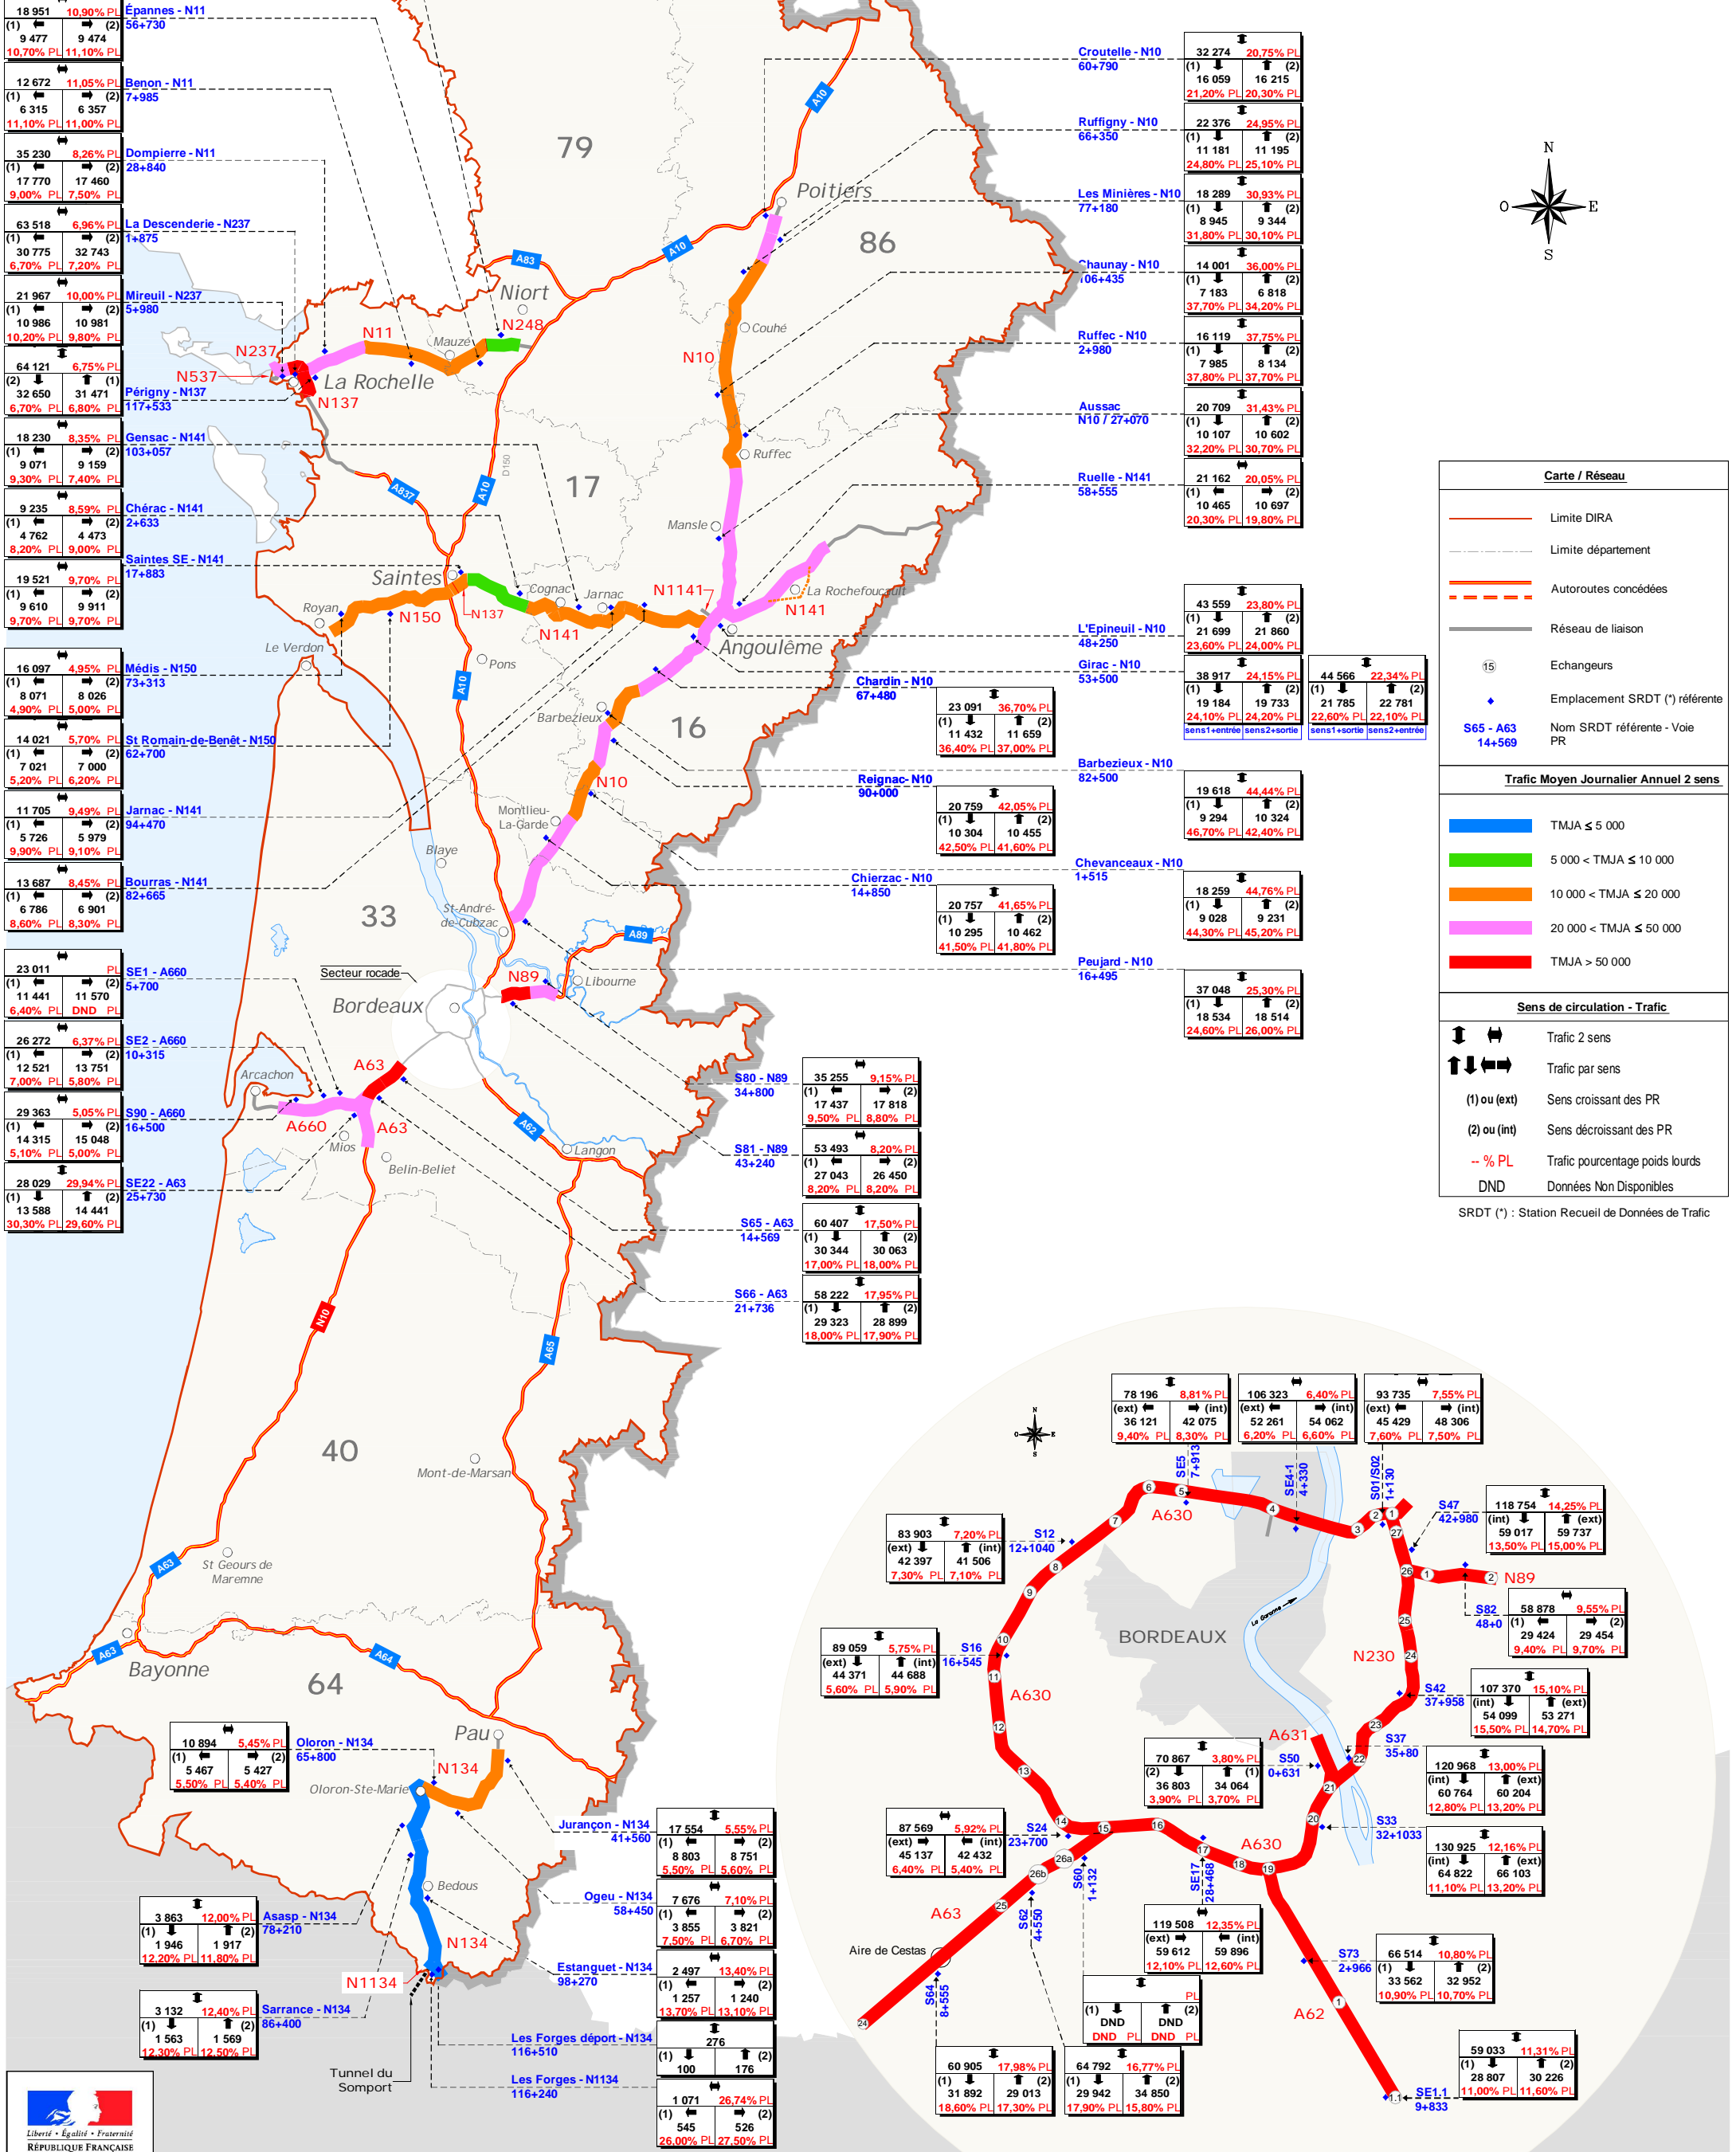 18 951 10,90% PL
(1) (2)
9 477 9 474
10,70% PL 11,10% PL
Épannes - N11
56+730
12 672 11,05% PL
(1) (2)
6 315 6 357
11,10% PL 11,00% PL
Benon - N11
7+985
35 230 8,26% PL
(1) (2)
17 770 17 460
9,00% PL 7,50% PL
Dompierre - N11
28+840
63 518 6,96% PL
(1) (2)
30 775 32 743
6,70% PL 7,20% PL
La Descenderie - N237
1+875
21 967 10,00% PL
(1) (2)
10 986 10 981
10,20% PL 9,80% PL
Mireuil - N237
5+980
64 121 6,75% PL
(2) (1)
32 650 31 471
6,70% PL 6,80% PL
Périgny - N137
117+533
18 230 8,35% PL
(1) (2)
9 071 9 159
9,30% PL 7,40% PL
Gensac - N141
103+057
9 235 8,59% PL
(1) (2)
4 762 4 473
8,20% PL 9,00% PL
Chérac - N141
2+633
19 521 9,70% PL
(1) (2)
9 610 9 911
9,70% PL 9,70% PL
Saintes SE - N141
17+883
16 097 4,95% PL
(1) (2)
8 071 8 026
4,90% PL 5,00% PL
Médis - N150
73+313
14 021 5,70% PL
(1) (2)
7 021 7 000
5,20% PL 6,20% PL
St Romain-de-Benêt - N150
62+700
11 705 9,49% PL
(1) (2)
5 726 5 979
9,90% PL 9,10% PL
Jarnac - N141
94+470
13 687 8,45% PL
(1) (2)
6 786 6 901
8,60% PL 8,30% PL
Bourras - N141
82+665
23 011 PL
(1) (2)
11 441 11 570
6,40% PL DND PL
SE1 - A660
5+700
26 272 6,37% PL
(1) (2)
12 521 13 751
7,00% PL 5,80% PL
SE2 - A660
10+315
29 363 5,05% PL
(1) (2)
14 315 15 048
5,10% PL 5,00% PL
S90 - A660
16+500
28 029 29,94% PL
(1) (2)
13 588 14 441
30,30% PL 29,60% PL
SE22 - A63
25+730
79
86
17
16
33
40
64
A10
A10
A83
A10
A837
A10
A89
A62
N10
A65
A63
A63
A64
D150
Poitiers
Niort
N248
N11
Mauzé
N237
N537
La Rochelle
N137
Couhé
N10
Ruffec
Mansle
Saintes
Cognac
Jarnac
N1141
La Rochefoucault
N141
Royan
N150
N137
N141
Angoulême
Le Verdon
Pons
Barbezieux
N10
Montlieu-
La-Garde
Blaye
St-André-
de-Cubzac
Secteur rocade
N89
Libourne
Bordeaux
A63
Arcachon
A660
A63
Mios
Belin-Beliet
Langon
Mont-de-Marsan
St Geours de
Maremne
Bayonne
Pau
N134
Oloron-Ste-Marie
Bedous
N134
N1134
Tunnel du
Somport
Croutelle - N10
60+790
32 274 20,75% PL
(1) (2)
16 059 16 215
21,20% PL 20,30% PL
Ruffigny - N10
66+350
22 376 24,95% PL
(1) (2)
11 181 11 195
24,80% PL 25,10% PL
Les Minières - N10
77+180
18 289 30,93% PL
(1) (2)
8 945 9 344
31,80% PL 30,10% PL
Chaunay - N10
106+435
14 001 36,00% PL
(1) (2)
7 183 6 818
37,70% PL 34,20% PL
Ruffec - N10
2+980
16 119 37,75% PL
(1) (2)
7 985 8 134
37,80% PL 37,70% PL
Aussac
N10 / 27+070
20 709 31,43% PL
(1) (2)
10 107 10 602
32,20% PL 30,70% PL
Ruelle - N141
58+555
21 162 20,05% PL
(1) (2)
10 465 10 697
20,30% PL 19,80% PL
L'Epineuil - N10
48+250
43 559 23,80% PL
(1) (2)
21 699 21 860
23,60% PL 24,00% PL
Girac - N10
53+500
38 917 24,15% PL
(1) (2)
19 184 19 733
24,10% PL 24,20% PL
sens1+entrée sens2+sortie
44 566 22,34% PL
(1) (2)
21 785 22 781
22,60% PL 22,10% PL
sens1+sortie sens2+entrée
Chardin - N10
67+480
23 091 36,70% PL
(1) (2)
11 432 11 659
36,40% PL 37,00% PL
Barbezieux - N10
82+500
19 618 44,44% PL
(1) (2)
9 294 10 324
46,70% PL 42,40% PL
Reignac- N10
90+000
20 759 42,05% PL
(1) (2)
10 304 10 455
42,50% PL 41,60% PL
Chevanceaux - N10
1+515
18 259 44,76% PL
(1) (2)
9 028 9 231
44,30% PL 45,20% PL
Chierzac - N10
14+850
20 757 41,65% PL
(1) (2)
10 295 10 462
41,50% PL 41,80% PL
Peujard - N10
16+495
37 048 25,30% PL
(1) (2)
18 534 18 514
24,60% PL 26,00% PL
S80 - N89
34+800
35 255 9,15% PL
(1) (2)
17 437 17 818
9,50% PL 8,80% PL
S81 - N89
43+240
53 493 8,20% PL
(1) (2)
27 043 26 450
8,20% PL 8,20% PL
S65 - A63
14+569
60 407 17,50% PL
(1) (2)
30 344 30 063
17,00% PL 18,00% PL
S66 - A63
21+736
58 222 17,95% PL
(1) (2)
29 323 28 899
18,00% PL 17,90% PL
10 894 5,45% PL
(1) (2)
5 467 5 427
5,50% PL 5,40% PL
Oloron - N134
65+800
Jurançon - N134
41+560
17 554 5,55% PL
(1) (2)
8 803 8 751
5,50% PL 5,60% PL
Ogeu - N134
58+450
7 676 7,10% PL
(1) (2)
3 855 3 821
7,50% PL 6,70% PL
3 863 12,00% PL
(1) (2)
1 946 1 917
12,20% PL 11,80% PL
Asasp - N134
78+210
Estanguet - N134
98+270
2 497 13,40% PL
(1) (2)
1 257 1 240
13,70% PL 13,10% PL
3 132 12,40% PL
(1) (2)
1 563 1 569
12,30% PL 12,50% PL
Sarrance - N134
86+400
Les Forges déport - N134
116+510
276
(1) (2)
100 176
Les Forges - N1134
116+240
1 071 26,74% PL
(1) (2)
545 526
26,00% PL 27,50% PL
Liberté • Égalité • Fraternité
RÉPUBLIQUE FRANÇAISE
N
O E
S
Carte / Réseau
Limite DIRA
Limite département
Autoroutes concédées
Réseau de liaison
15 Echangeurs
Emplacement SRDT (*) référente
S65 - A63 Nom SRDT référente - Voie
14+569 PR
Trafic Moyen Journalier Annuel 2 sens
TMJA ≤ 5 000
5 000 < TMJA ≤ 10 000
10 000 < TMJA ≤ 20 000
20 000 < TMJA ≤ 50 000
TMJA > 50 000
Sens de circulation - Trafic
Trafic 2 sens
Trafic par sens
(1) ou (ext) Sens croissant des PR
(2) ou (int) Sens décroissant des PR
-- % PL Trafic pourcentage poids lourds
DND Données Non Disponibles
SRDT (*) : Station Recueil de Données de Trafic
N
O E
S
78 196 8,81% PL
(ext) (int)
36 121 42 075
9,40% PL 8,30% PL
SE5
7+913
106 323 6,40% PL
(ext) (int)
52 261 54 062
6,20% PL 6,60% PL
SE4-1
4+330
93 735 7,55% PL
(ext) (int)
45 429 48 306
7,60% PL 7,50% PL
S01/S02
1+130
S47
42+980
118 754 14,25% PL
(int) (ext)
59 017 59 737
13,50% PL 15,00% PL
83 903 7,20% PL
(ext) (int)
42 397 41 506
7,30% PL 7,10% PL
S12
12+1040
S82
48+0
58 878 9,55% PL
(1) (2)
29 424 29 454
9,40% PL 9,70% PL
89 059 5,75% PL
(ext) (int)
44 371 44 688
5,60% PL 5,90% PL
S16
16+545
S42
37+958
107 370 15,10% PL
(int) (ext)
54 099 53 271
15,50% PL 14,70% PL
70 867 3,80% PL
(2) (1)
36 803 34 064
3,90% PL 3,70% PL
S50
0+631
S37
35+80
120 968 13,00% PL
(int) (ext)
60 764 60 204
12,80% PL 13,20% PL
87 569 5,92% PL
(ext) (int)
45 137 42 432
6,40% PL 5,40% PL
S24
23+700
S33
32+1033
130 925 12,16% PL
(int) (ext)
64 822 66 103
11,10% PL 13,20% PL
SE17
28+468
119 508 12,35% PL
(ext) (int)
59 612 59 896
12,10% PL 12,60% PL
S73
2+966
66 514 10,80% PL
(1) (2)
33 562 32 952
10,90% PL 10,70% PL
S60
1+132
PL
(1) (2)
DND DND
DND PL DND PL
S64
8+555
60 905 17,98% PL
(1) (2)
31 892 29 013
18,60% PL 17,30% PL
S62
4+550
64 792 16,77% PL
(1) (2)
29 942 34 850
17,90% PL 15,80% PL
59 033 11,31% PL
(1) (2)
28 807 30 226
11,00% PL 11,60% PL
SE1.1
9+833
A630
N89
N230
BORDEAUX
La Garonne
A630
A631
A630
A63
A62
Aire de Cestas
6
5
4
3
2
1
27
26
1
2
25
24
23
22
21
20
19
18
17
16
15
14
13
12
11
10
9
8
7
26a
26b
25
24
1
1.1